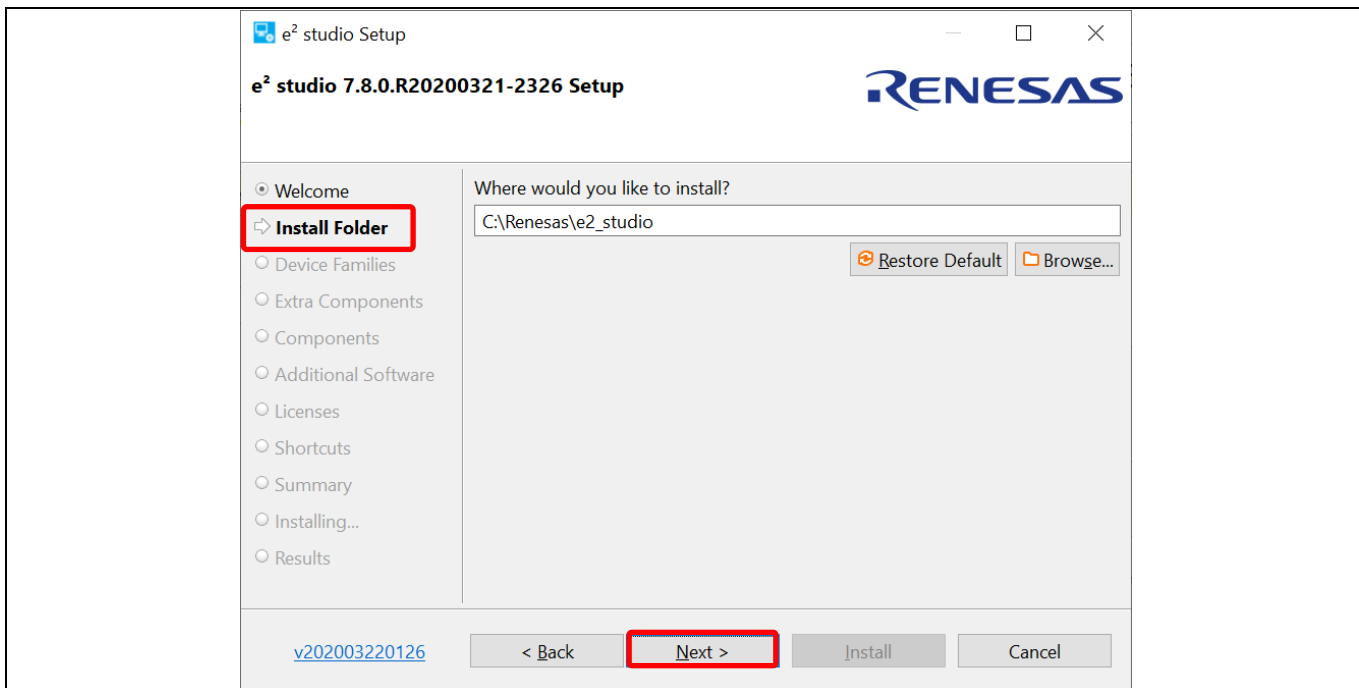 e² studio Setup
e² studio 7.8.0.R20200321-2326 Setup
RENESAS
Welcome
Install Folder
Device Families
Extra Components
Components
Additional Software
Licenses
Shortcuts
Summary
Installing...
Results
Where would you like to install?
C:\Renesas\e2_studio
Restore Default
Browse...
v202003220126
< Back
Next >
Install
Cancel